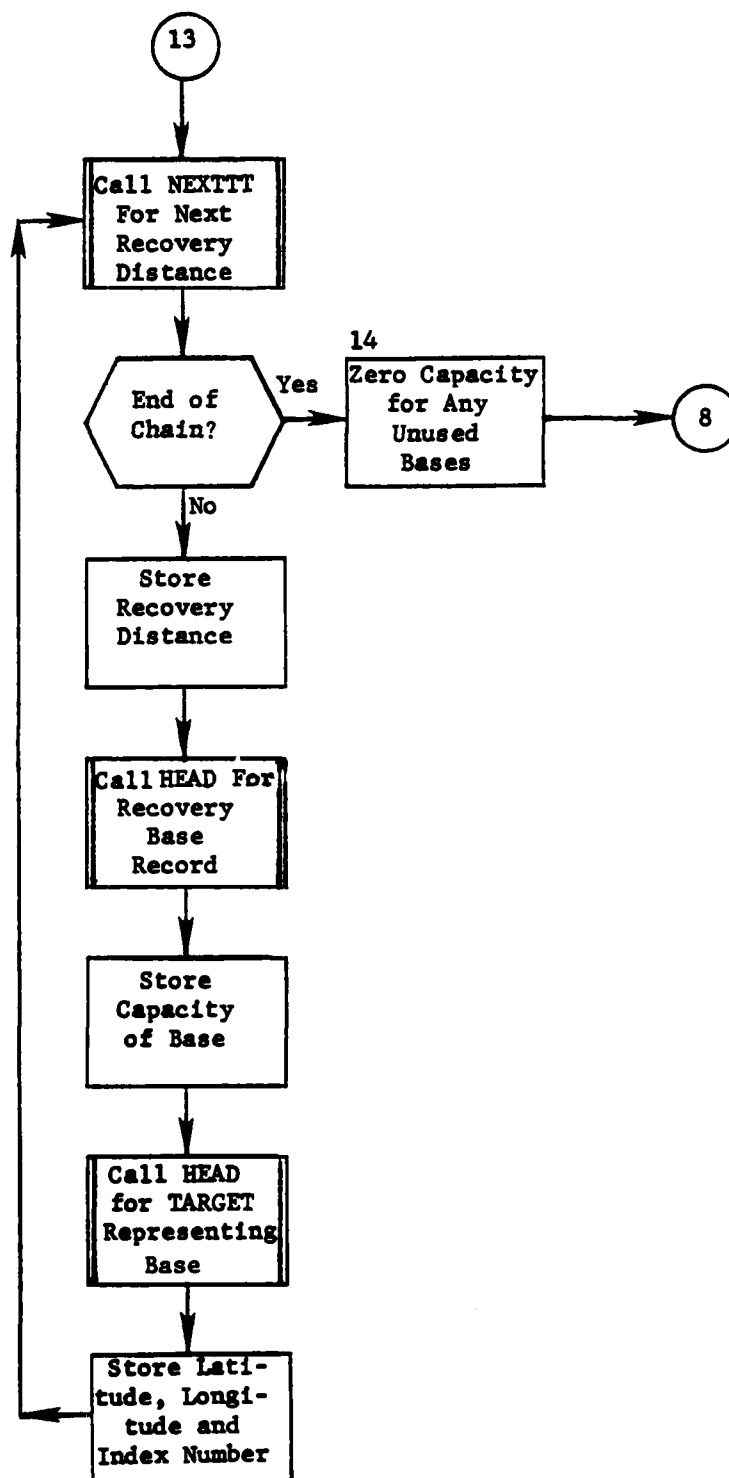 13
Call NEXTTT
For Next
Recovery
Distance
End of
Chain?
Yes
14
Zero Capacity
for Any
Unused
Bases
8
No
Store
Recovery
Distance
Call HEAD For
Recovery
Base
Record
Store
Capacity
of Base
Call HEAD
for TARGET
Representing
Base
Store Lati-
tude, Longi-
tude and
Index Number